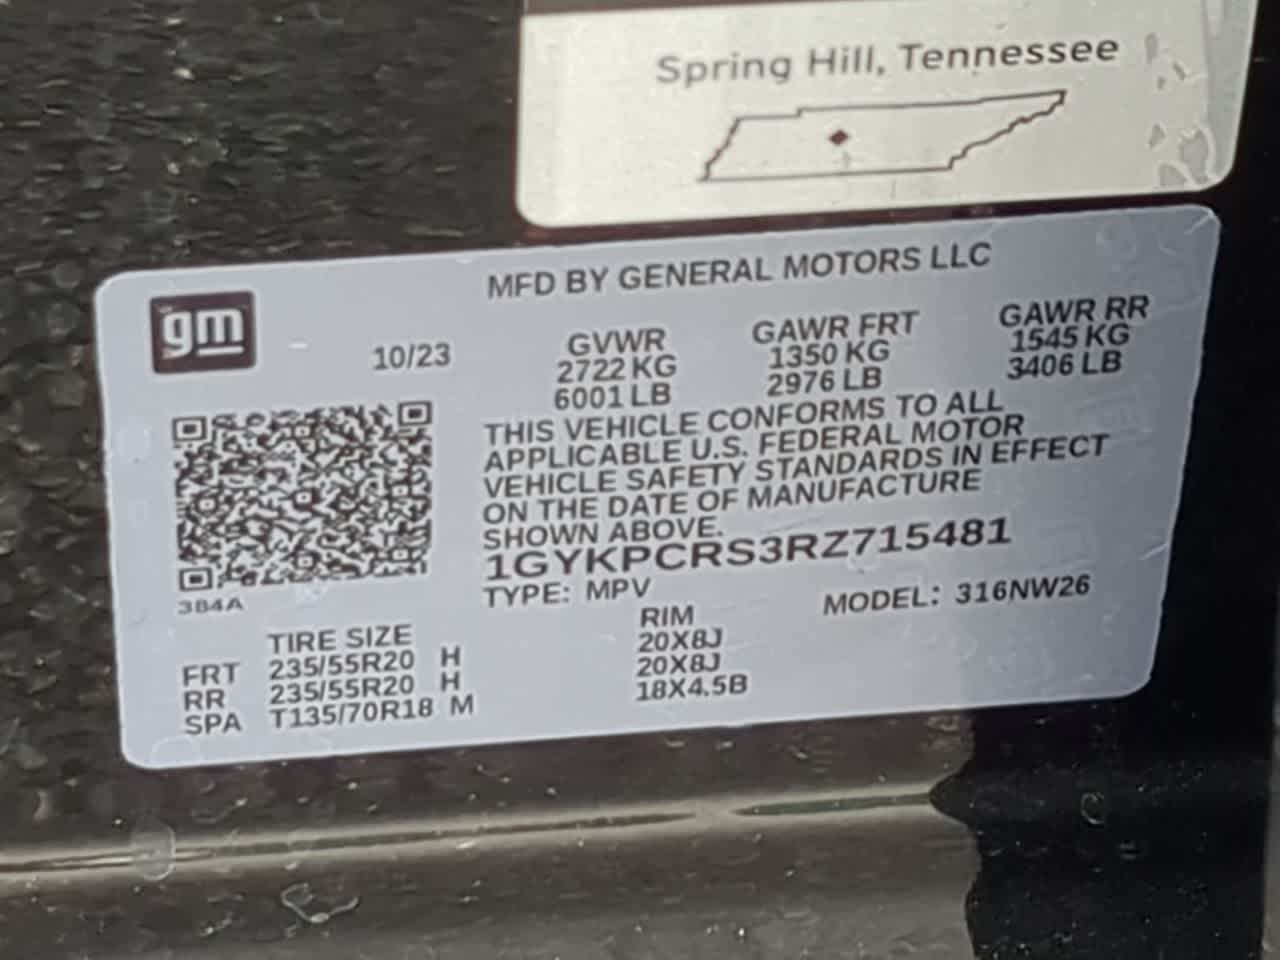 Spring Hill, Tennessee
gm
MFD BY GENERAL MOTORS LLC
10/23
GVWR
2722 KG
6001 LB
GAWR FRT
1350 KG
2976 LB
GAWR RR
1545 KG
3406 LB
THIS VEHICLE CONFORMS TO ALL
APPLICABLE U.S. FEDERAL MOTOR
VEHICLE SAFETY STANDARDS IN EFFECT
ON THE DATE OF MANUFACTURE
SHOWN ABOVE.
1GYKPCRS3RZ715481
TYPE: MPV
MODEL: 316NW26
3B4A
TIRE SIZE RIM
FRT 235/55R20 H 20X8J
RR 235/55R20 H 20X8J
SPA T135/70R18 M 18X4.5B